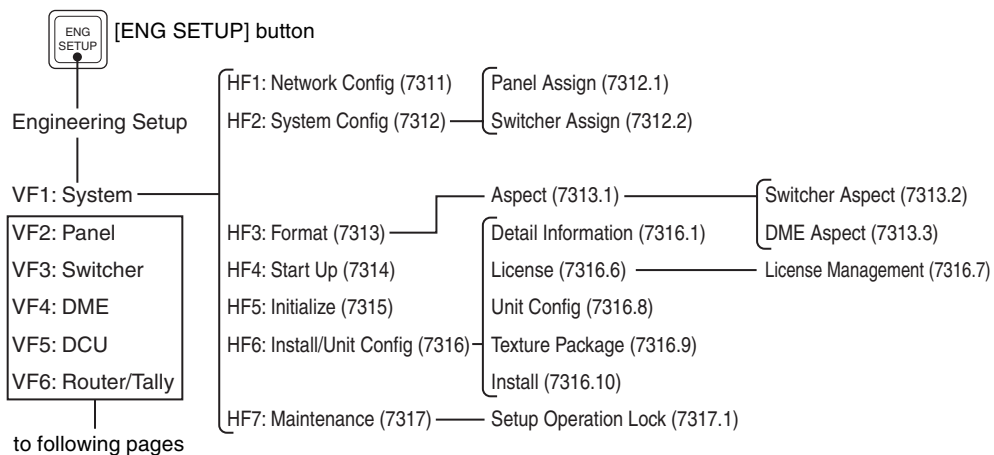 ENG
SETUP
[ENG SETUP] button
Engineering Setup
VF1: System
VF2: Panel
VF3: Switcher
VF4: DME
VF5: DCU
VF6: Router/Tally
to following pages
HF1: Network Config (7311)
HF2: System Config (7312)
HF3: Format (7313)
HF4: Start Up (7314)
HF5: Initialize (7315)
HF6: Install/Unit Config (7316)
HF7: Maintenance (7317)
Panel Assign (7312.1)
Switcher Assign (7312.2)
Aspect (7313.1)
Detail Information (7316.1)
License (7316.6)
Unit Config (7316.8)
Texture Package (7316.9)
Install (7316.10)
Setup Operation Lock (7317.1)
Switcher Aspect (7313.2)
DME Aspect (7313.3)
License Management (7316.7)